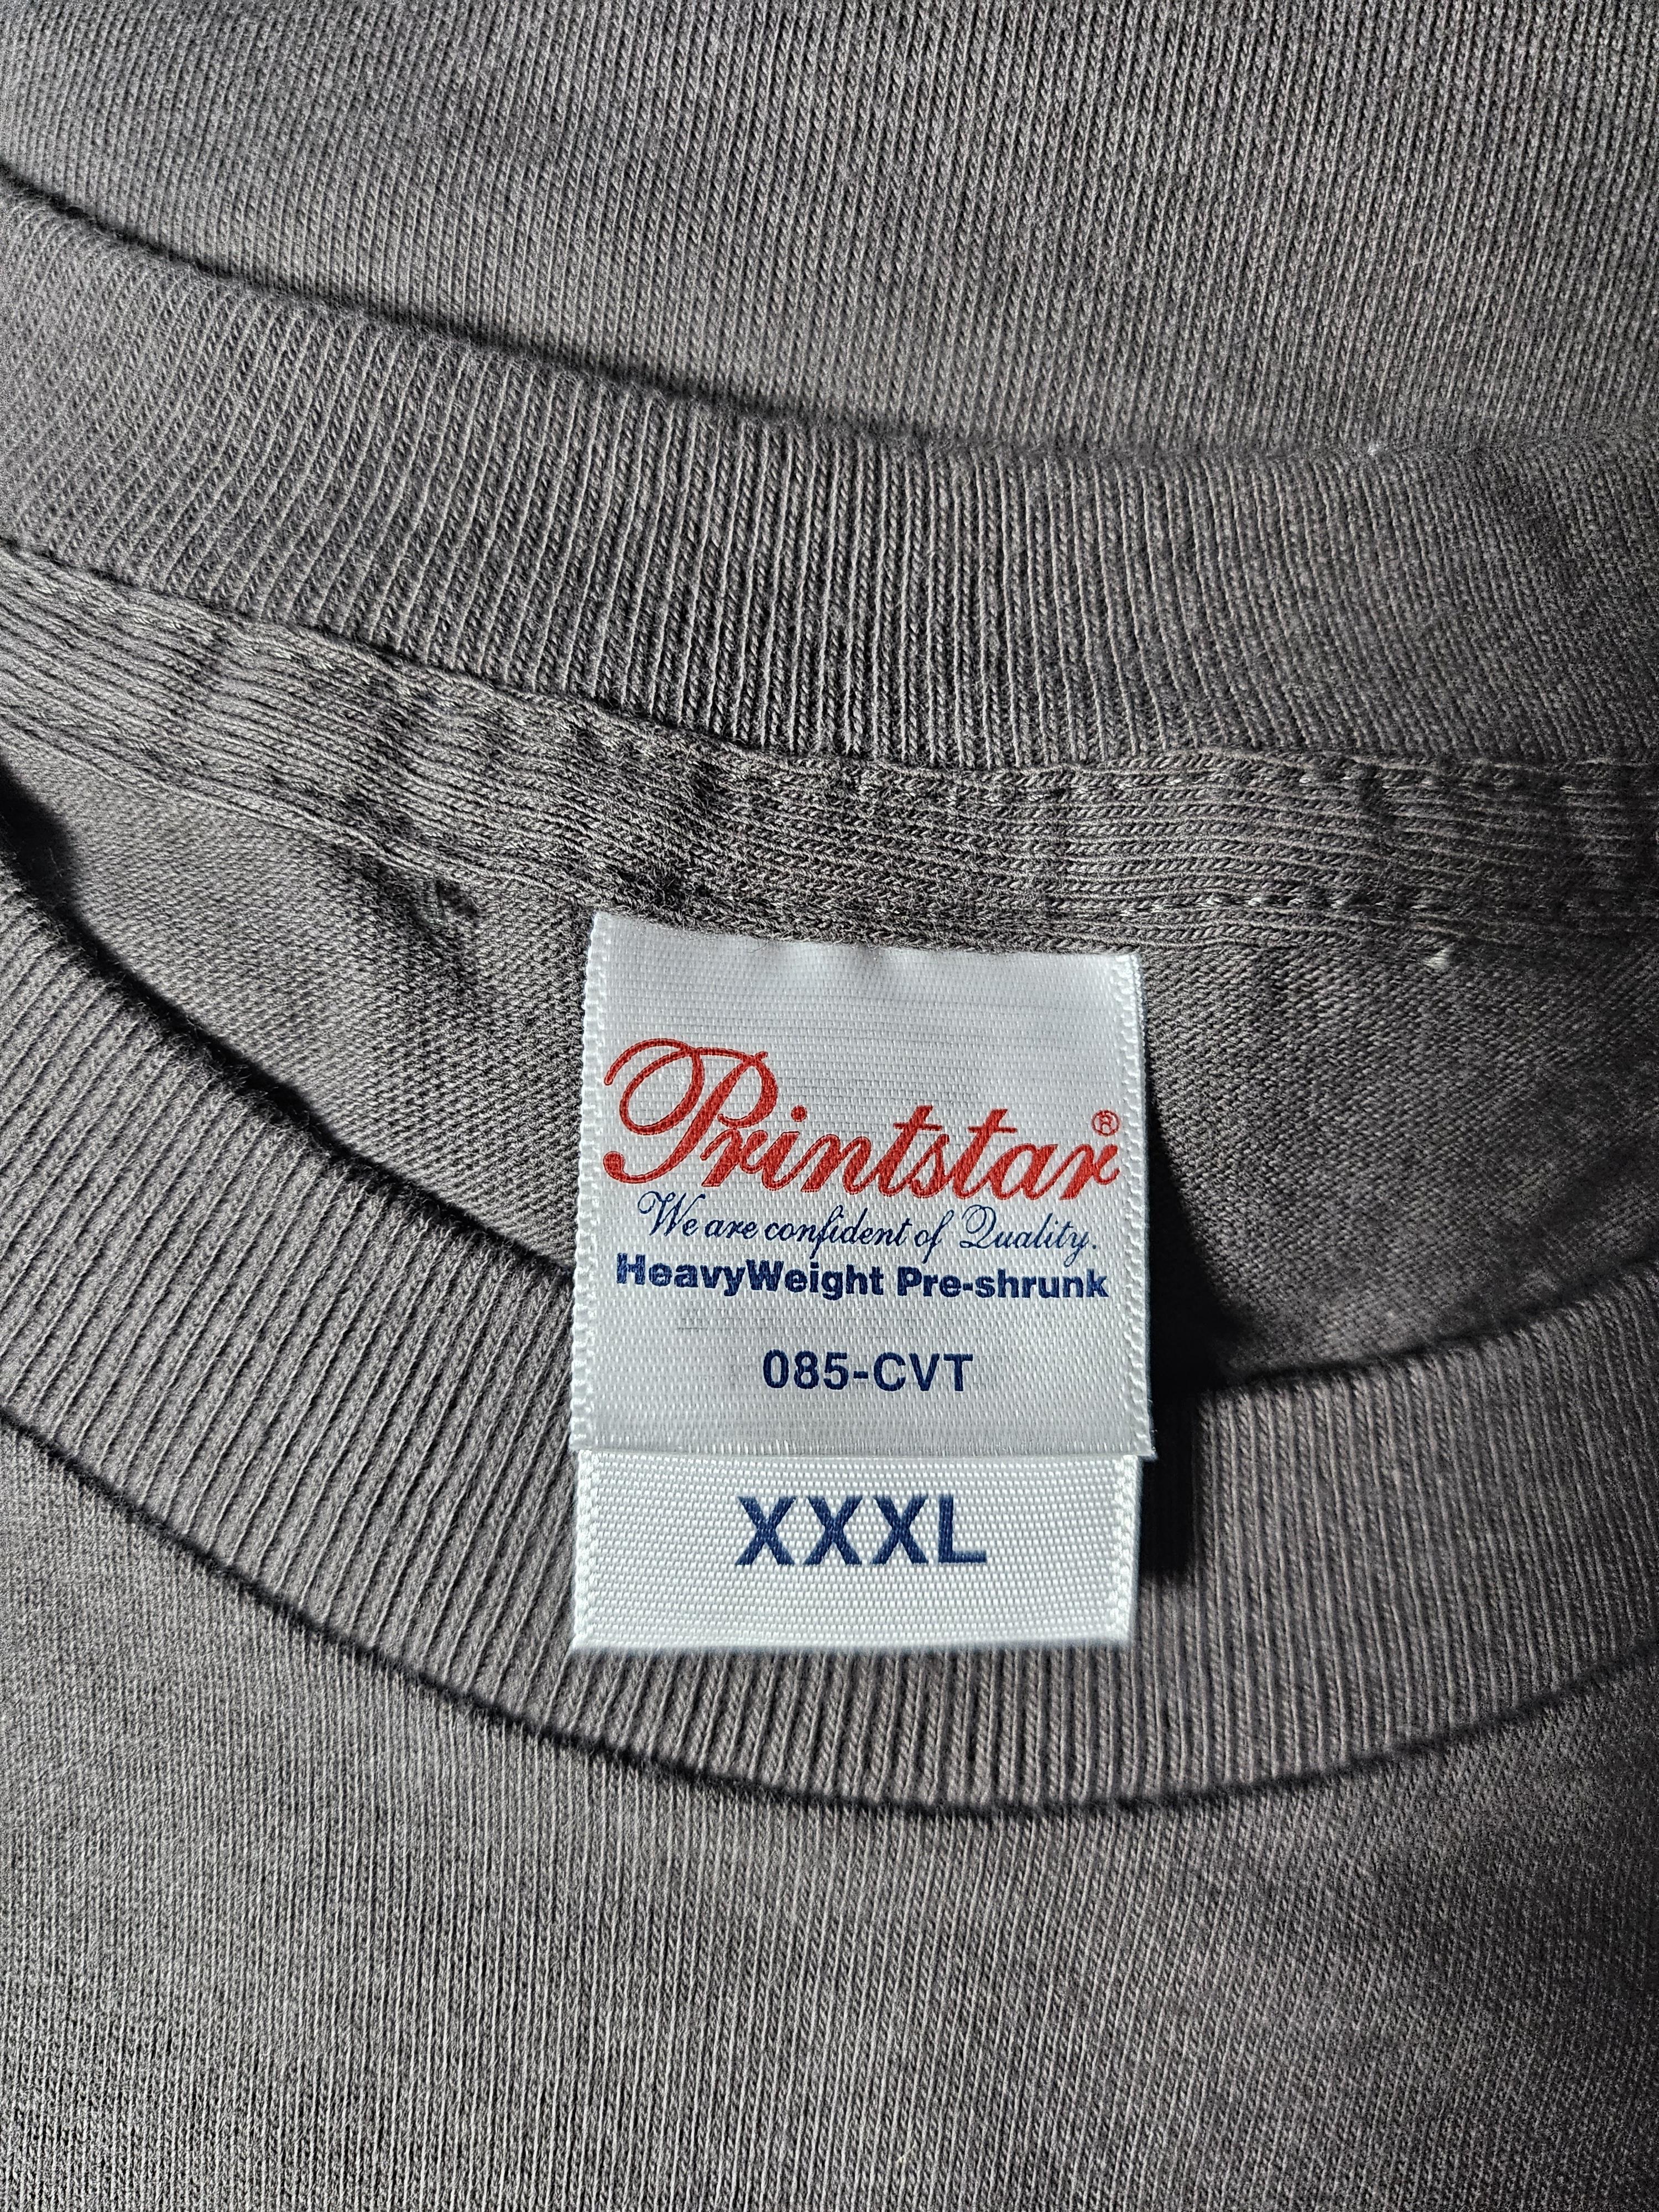 Printstar®
We are confident of Quality.
HeavyWeight Pre-shrunk
085-CVT
XXXL